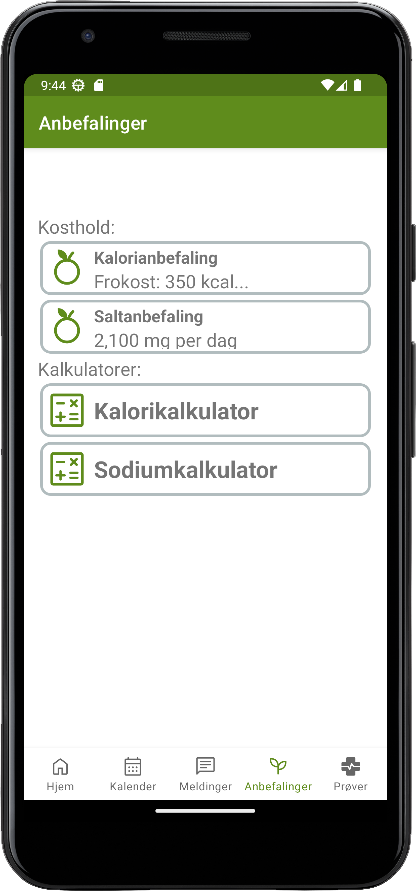 9:44
Anbefalinger
Kosthold:
Kalorianbefaling
Frokost: 350 kcal...
Saltanbefaling
2,100 mg per dag
Kalkulatorer:
Kalorikalkulator
Sodiumkalkulator
Hjem Kalender Meldinger Anbefalinger Prøver